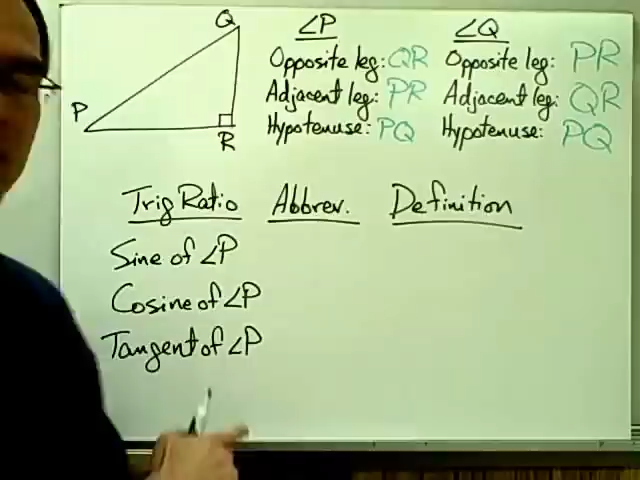 Q
P
R
∠P
Opposite leg: QR
Adjacent leg: PR
Hypotenuse: PQ
∠Q
Opposite leg: PR
Adjacent leg: QR
Hypotenuse: PQ
Trig Ratio Abbrev. Definition
Sine of ∠P
Cosine of ∠P
Tangent of ∠P